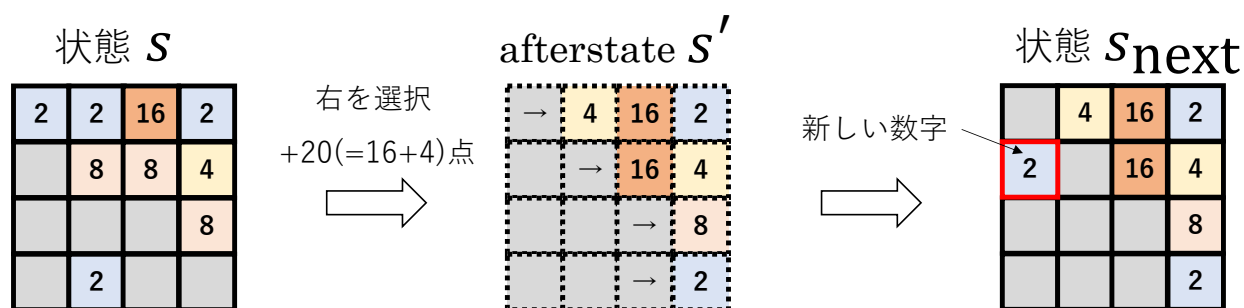 状態 s
2 2 16 2
8 8 4
8
2
右を選択
+20(=16+4)点
afterstate s′
→ 4 16 2
→ 16 4
→ 8
→ 2
新しい数字
状態 snext
4 16 2
2 16 4
8
2